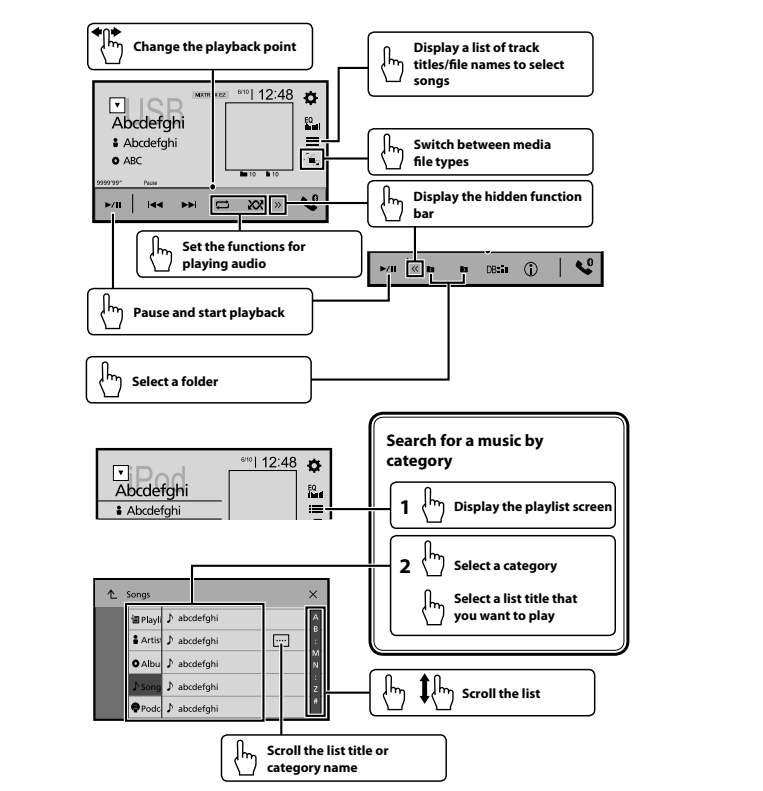 Change the playback point
Display a list of track
titles/file names to select
songs
USB
6/10
12:48
Abcdefghi
Abcdefghi
ABC
EQ
10
10
9999'99"
Pause
Switch between media
file types
Display the hidden function
bar
Set the functions for
playing audio
DB
Pause and start playback
Select a folder
Search for a music by
category
iPod
6/10
12:48
Abcdefghi
Abcdefghi
EQ
1
Display the playlist screen
2
Select a category
Select a list title that
you want to play
Songs
Playli
abcdefghi
Artis
abcdefghi
Albu
abcdefghi
Song
abcdefghi
Podc
abcdefghi
A
B
:
M
N
:
Z
#
Scroll the list
Scroll the list title or
category name